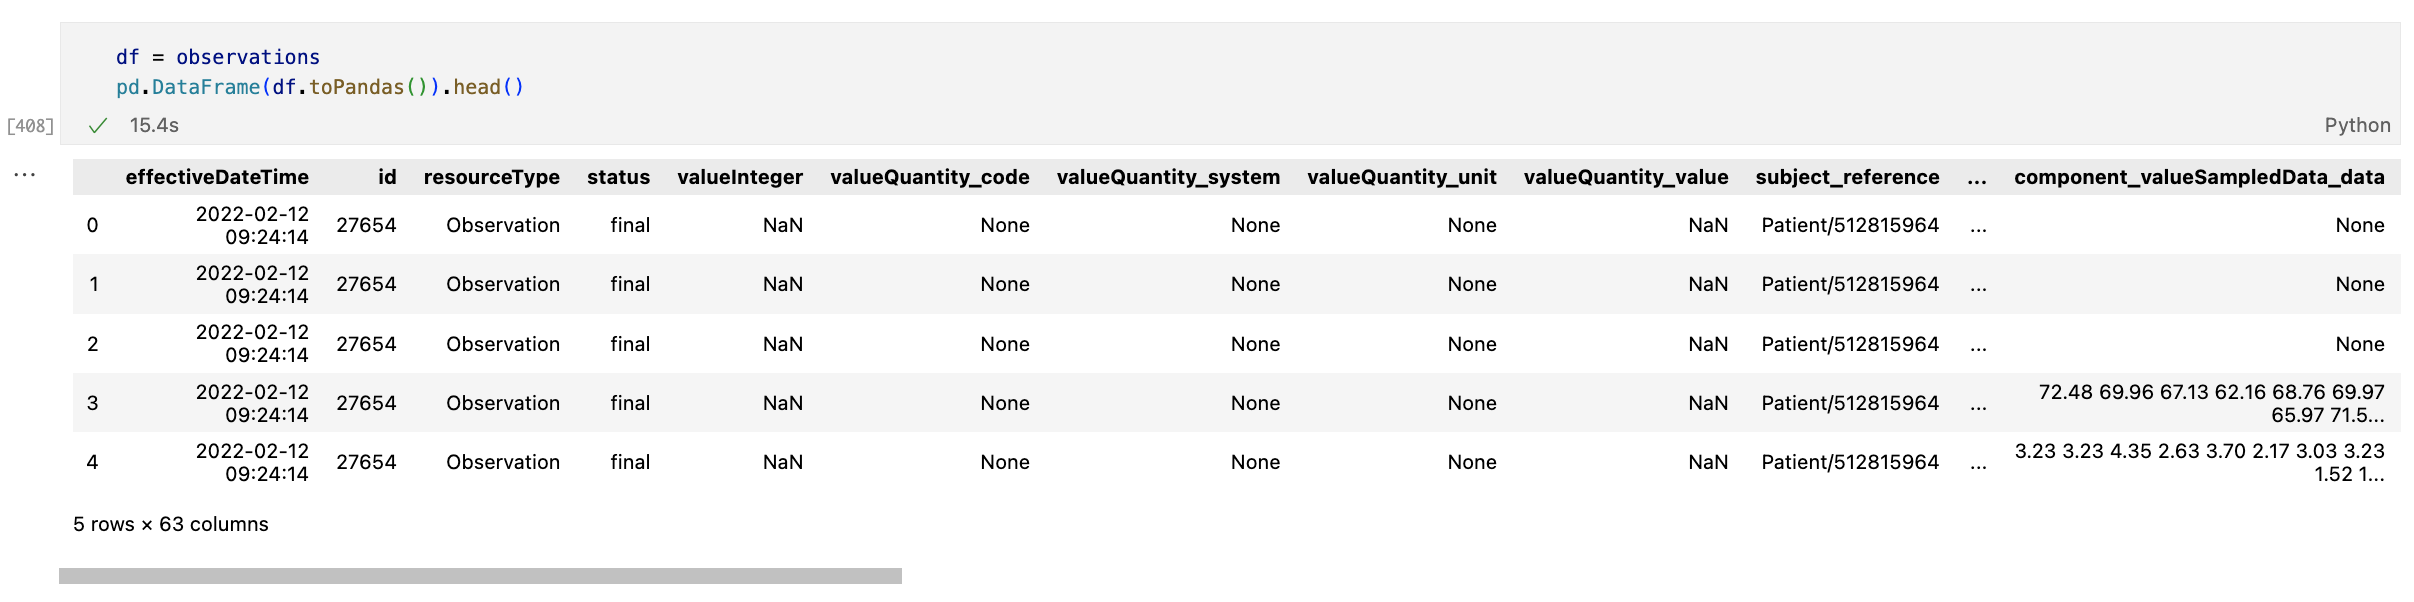 df = observations
pd.DataFrame(df.toPandas()).head()
[408] ✓ 15.4s Python
...
effectiveDateTime id resourceType status valueInteger valueQuantity_code valueQuantity_system valueQuantity_unit valueQuantity_value subject_reference ... component_valueSampledData_data
0 2022-02-12 09:24:14 27654 Observation final NaN None None None NaN Patient/512815964 ... None
1 2022-02-12 09:24:14 27654 Observation final NaN None None None NaN Patient/512815964 ... None
2 2022-02-12 09:24:14 27654 Observation final NaN None None None NaN Patient/512815964 ... None
3 2022-02-12 09:24:14 27654 Observation final NaN None None None NaN Patient/512815964 ... 72.48 69.96 67.13 62.16 68.76 69.97 65.97 71.5...
4 2022-02-12 09:24:14 27654 Observation final NaN None None None NaN Patient/512815964 ... 3.23 3.23 4.35 2.63 3.70 2.17 3.03 3.23 1.52 1...
5 rows × 63 columns